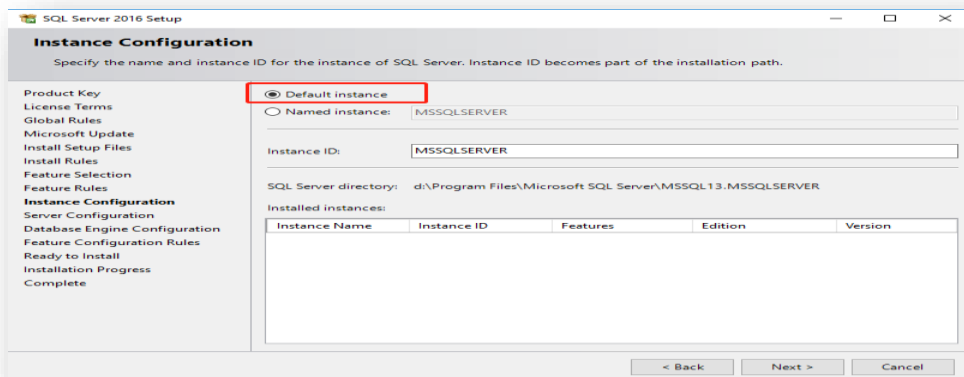 SQL Server 2016 Setup
Instance Configuration
Specify the name and instance ID for the instance of SQL Server. Instance ID becomes part of the installation path.
Product Key
License Terms
Global Rules
Microsoft Update
Install Setup Files
Install Rules
Feature Selection
Feature Rules
Instance Configuration
Server Configuration
Database Engine Configuration
Feature Configuration Rules
Ready to Install
Installation Progress
Complete
Default instance
Named instance: MSSQLSERVER
Instance ID: MSSQLSERVER
SQL Server directory: d:\Program Files\Microsoft SQL Server\MSSQL13.MSSQLSERVER
Installed instances:
Instance Name Instance ID Features Edition Version
< Back Next > Cancel